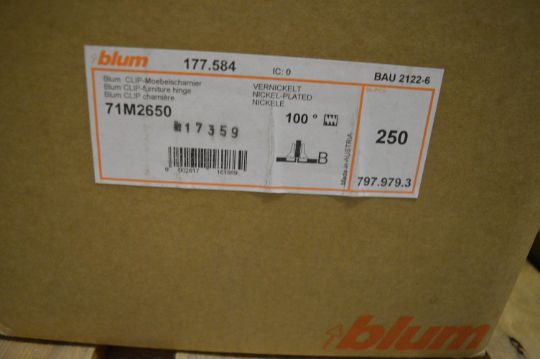 blum 177.584 IC: 0 BAU 2122-6
Blum CLIP-Moebelscharnier
Blum CLIP-furniture hinge
Blum CLIP charnière
71M2650
17359
VERNICKELT
NICKEL-PLATED
NICKELE
100°
B
Made in AUSTRIA
250
797.979.3
blum